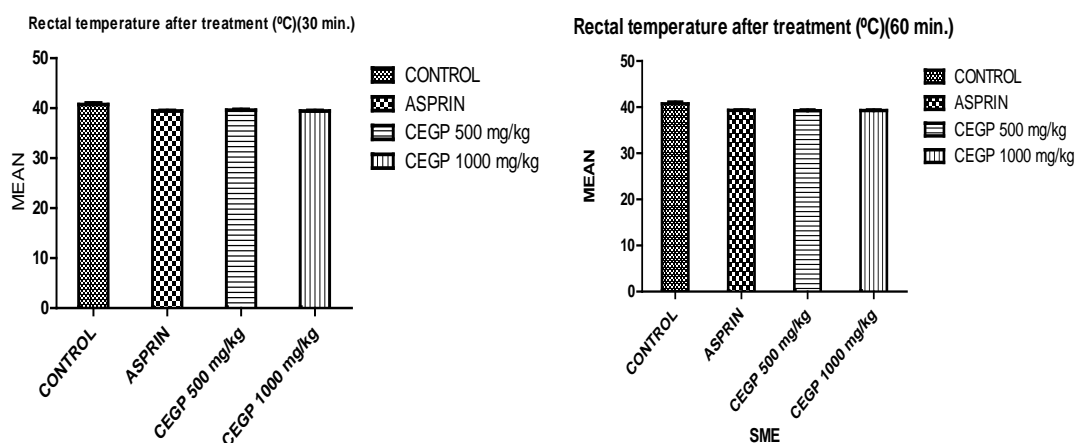 Rectal temperature after treatment (ºC)(30 min.)
50
40
30
20
10
0
MEAN
CONTROL
ASPRIN
CEGP 500 mg/kg
CEGP 1000 mg/kg
CONTROL
ASPRIN
CEGP 500 mg/kg
CEGP 1000 mg/kg
Rectal temperature after treatment (ºC)(60 min.)
50
40
30
20
10
0
MEAN
CONTROL
ASPRIN
CEGP 500 mg/kg
CEGP 1000 mg/kg
CONTROL
ASPRIN
CEGP 500 mg/kg
CEGP 1000 mg/kg
SME